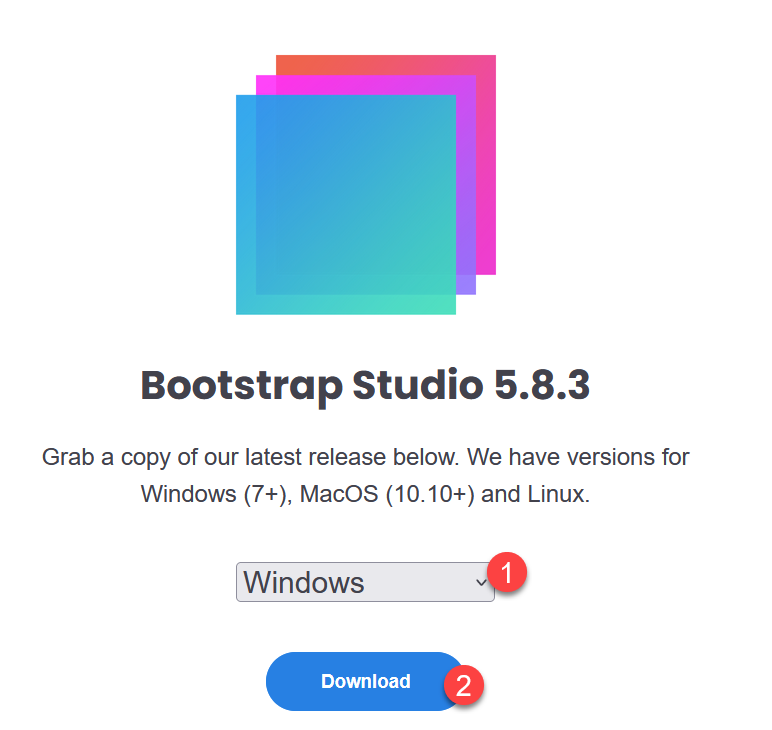 Bootstrap Studio 5.8.3
Grab a copy of our latest release below. We have versions for
Windows (7+), MacOS (10.10+) and Linux.
Windows 1
Download 2